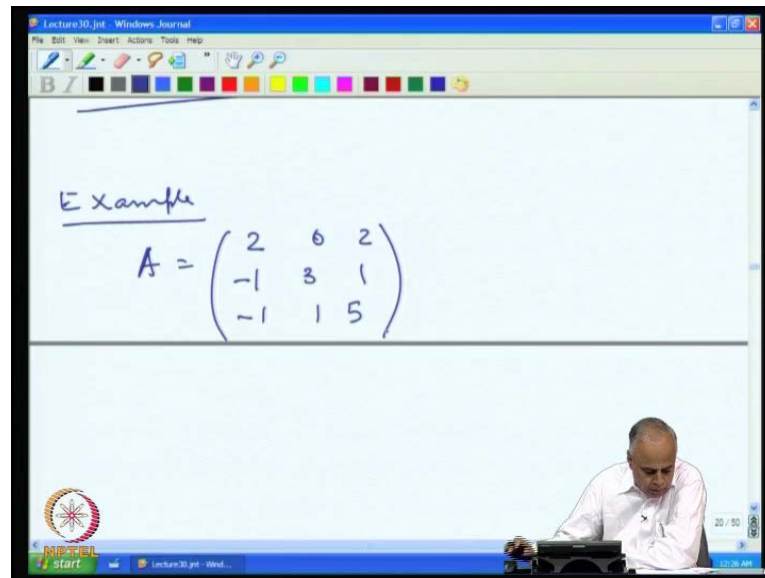 Lecture30.jnt - Windows Journal
File Edit View Insert Actions Tools Help
B I
Example
A = ( 2 0 2
-1 3 1
-1 1 5 )
20 / 50
NPTEL
start
Lecture30.jnt - Wind...
12:26 AM